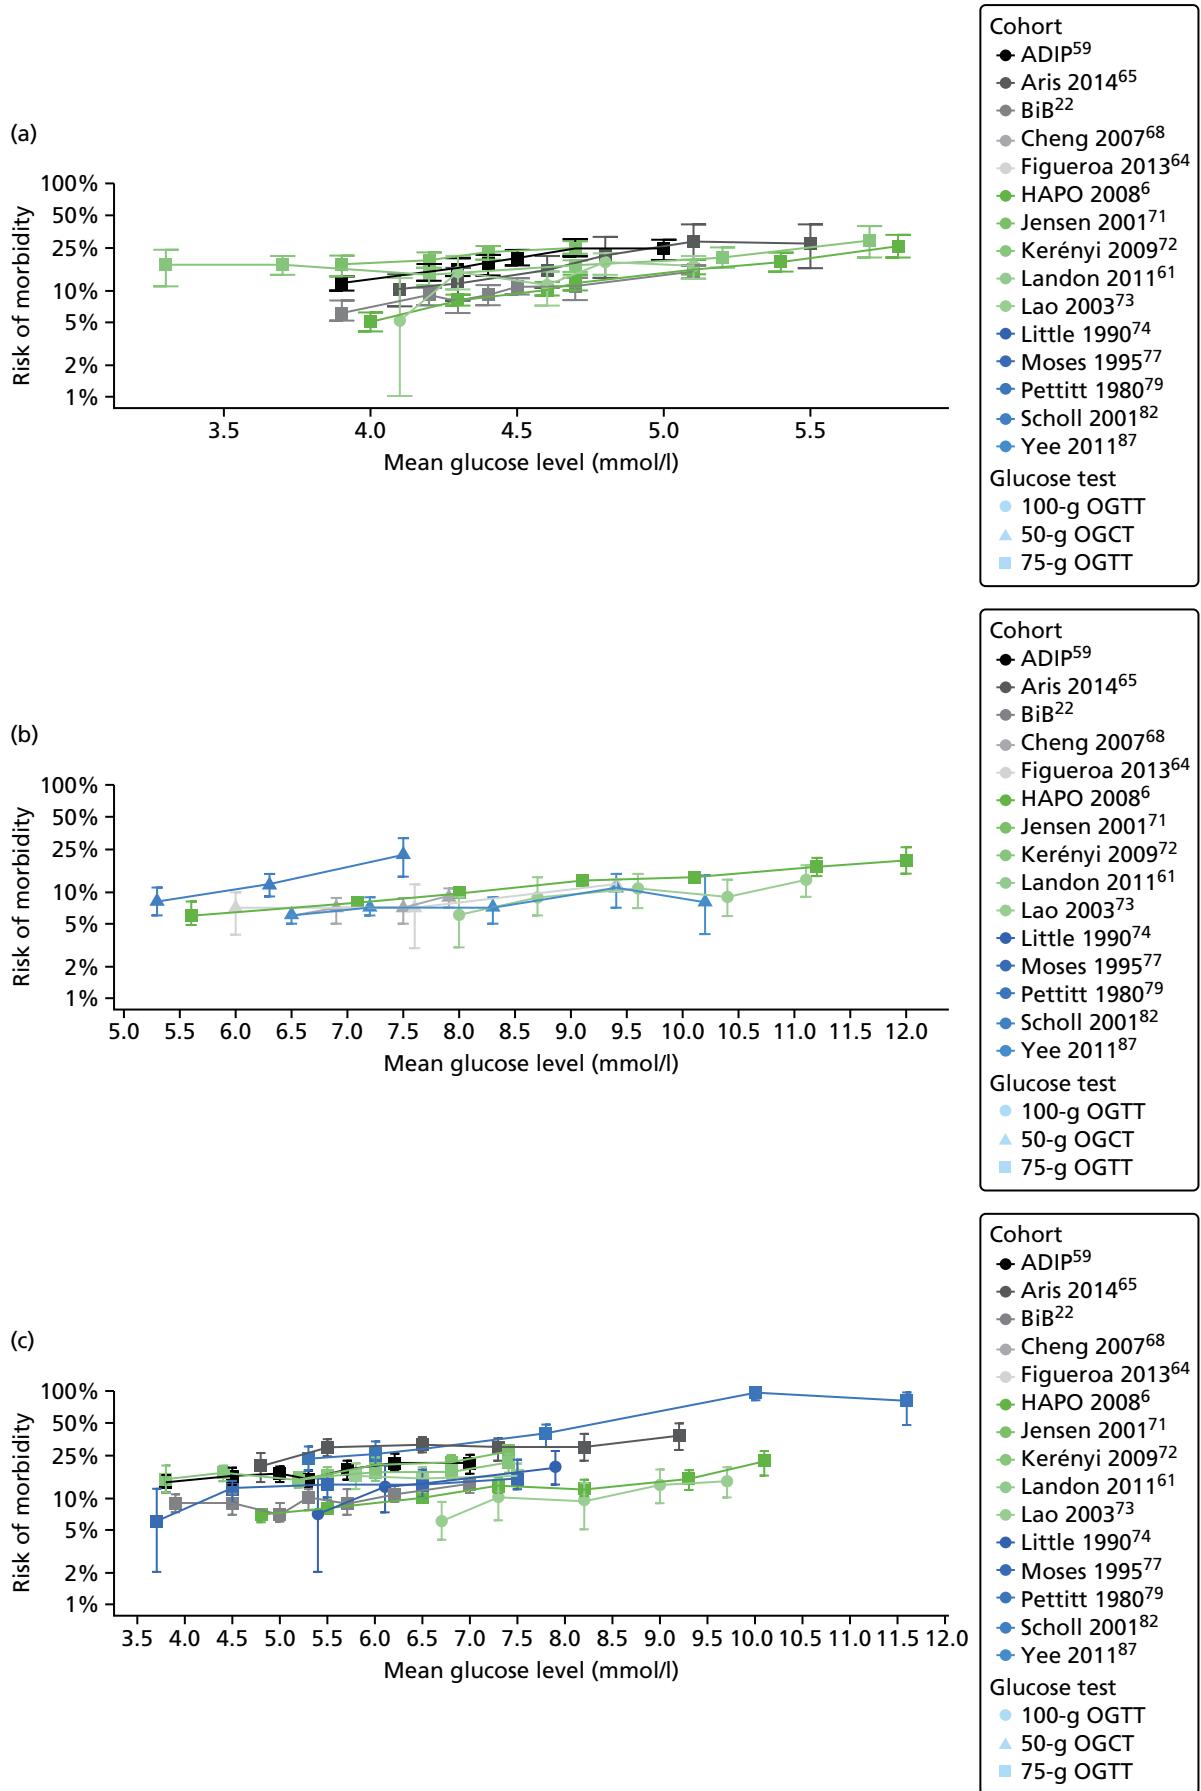 (a)
100%
50%
25%
10%
5%
2%
1%
Risk of morbidity
3.5 4.0 4.5 5.0 5.5
Mean glucose level (mmol/l)
Cohort
ADIP59
Aris 201465
BiB22
Cheng 200768
Figueroa 201364
HAPO 20086
Jensen 200171
Kerényi 200972
Landon 201161
Lao 200373
Little 199074
Moses 199577
Pettitt 198079
Scholl 200182
Yee 201187
Glucose test
100-g OGTT
50-g OGCT
75-g OGTT
(b)
100%
50%
25%
10%
5%
2%
1%
Risk of morbidity
5.0 5.5 6.0 6.5 7.0 7.5 8.0 8.5 9.0 9.5 10.0 10.5 11.0 11.5 12.0
Mean glucose level (mmol/l)
Cohort
ADIP59
Aris 201465
BiB22
Cheng 200768
Figueroa 201364
HAPO 20086
Jensen 200171
Kerényi 200972
Landon 201161
Lao 200373
Little 199074
Moses 199577
Pettitt 198079
Scholl 200182
Yee 201187
Glucose test
100-g OGTT
50-g OGCT
75-g OGTT
(c)
100%
50%
25%
10%
5%
2%
1%
Risk of morbidity
3.5 4.0 4.5 5.0 5.5 6.0 6.5 7.0 7.5 8.0 8.5 9.0 9.5 10.0 10.5 11.0 11.5 12.0
Mean glucose level (mmol/l)
Cohort
ADIP59
Aris 201465
BiB22
Cheng 200768
Figueroa 201364
HAPO 20086
Jensen 200171
Kerényi 200972
Landon 201161
Lao 200373
Little 199074
Moses 199577
Pettitt 198079
Scholl 200182
Yee 201187
Glucose test
100-g OGTT
50-g OGCT
75-g OGTT